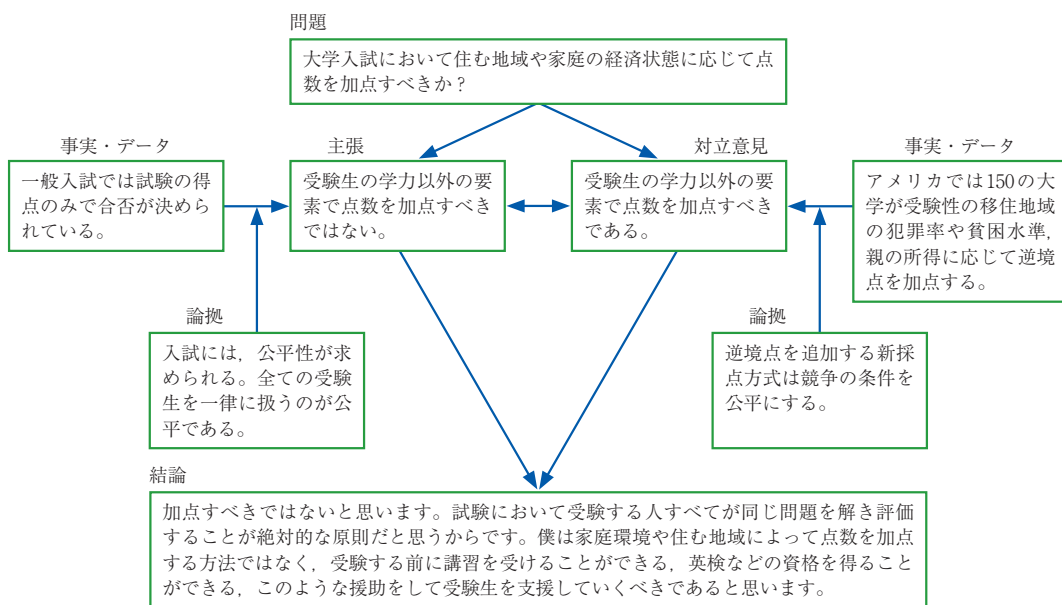 問題
大学入試において住む地域や家庭の経済状態に応じて点
数を加点すべきか？
事実・データ
一般入試では試験の得
点のみで合否が決めら
れている。
主張
受験生の学力以外の要
素で点数を加点すべき
ではない。
対立意見
受験生の学力以外の要
素で点数を加点すべき
である。
事実・データ
アメリカでは150の大
学が受験性の移住地域
の犯罪率や貧困水準，
親の所得に応じて逆境
点を加点する。
論拠
入試には，公平性が求
められる。全ての受験
生を一律に扱うのが公
平である。
論拠
逆境点を追加する新採
点方式は競争の条件を
公平にする。
結論
加点すべきではないと思います。試験において受験する人すべてが同じ問題を解き評価
することが絶対的な原則だと思うからです。僕は家庭環境や住む地域によって点数を加点
する方法ではなく，受験する前に講習を受けることができる，英検などの資格を得ること
ができる，このような援助をして受験生を支援していくべきであると思います。